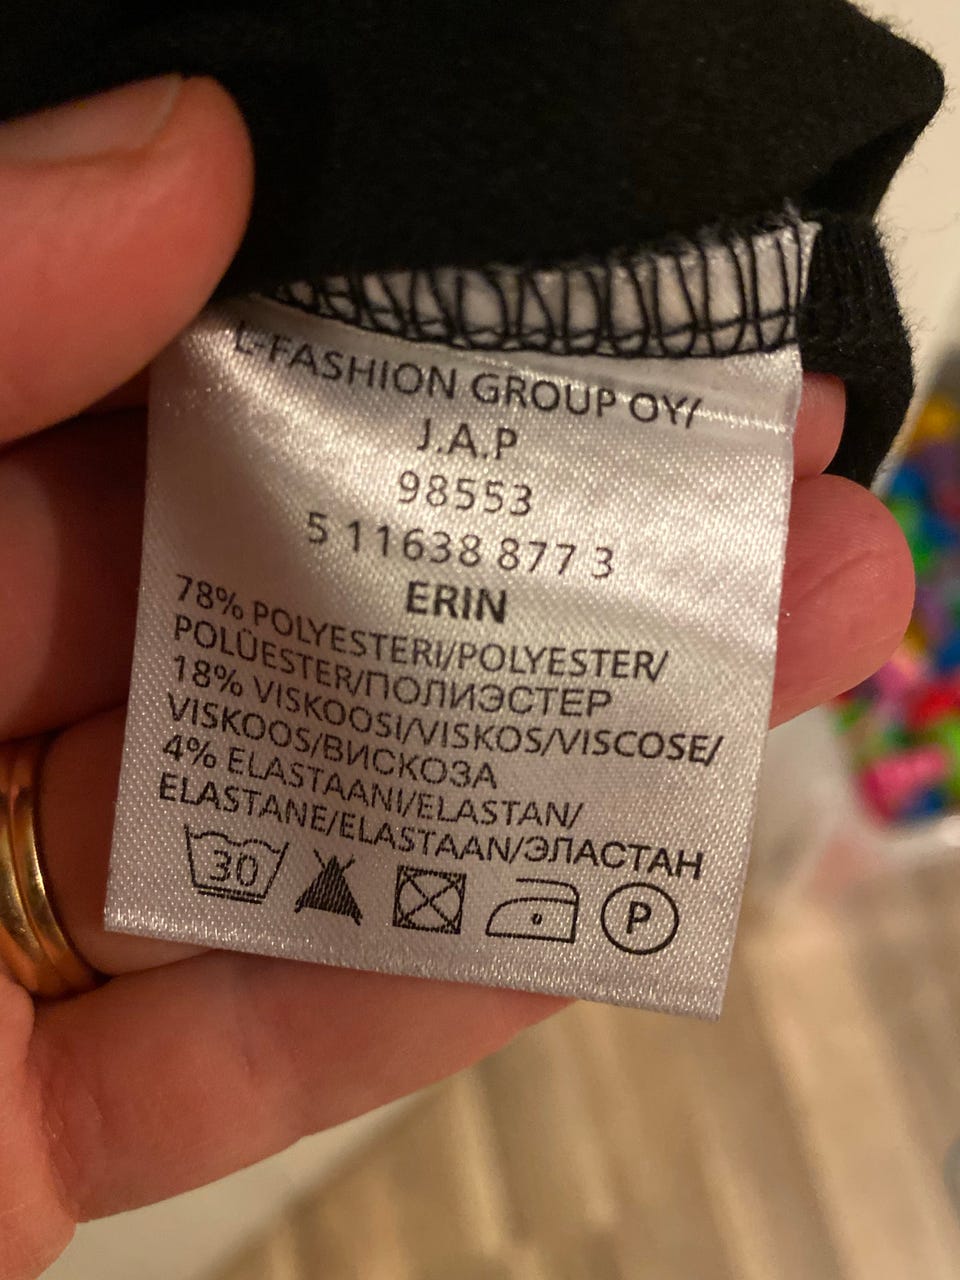 L-FASHION GROUP OY/
J.A.P
98553
5 11638 877 3
ERIN
78% POLYESTERI/POLYESTER/
POLÜESTER/ПОЛИЭСТЕР
18% VISKOOSI/VISKOS/VISCOSE/
VISKOOS/ВИСКОЗА
4% ELASTAANI/ELASTAN/
ELASTANE/ELASTAAN/ЭЛАСТАН
30
P